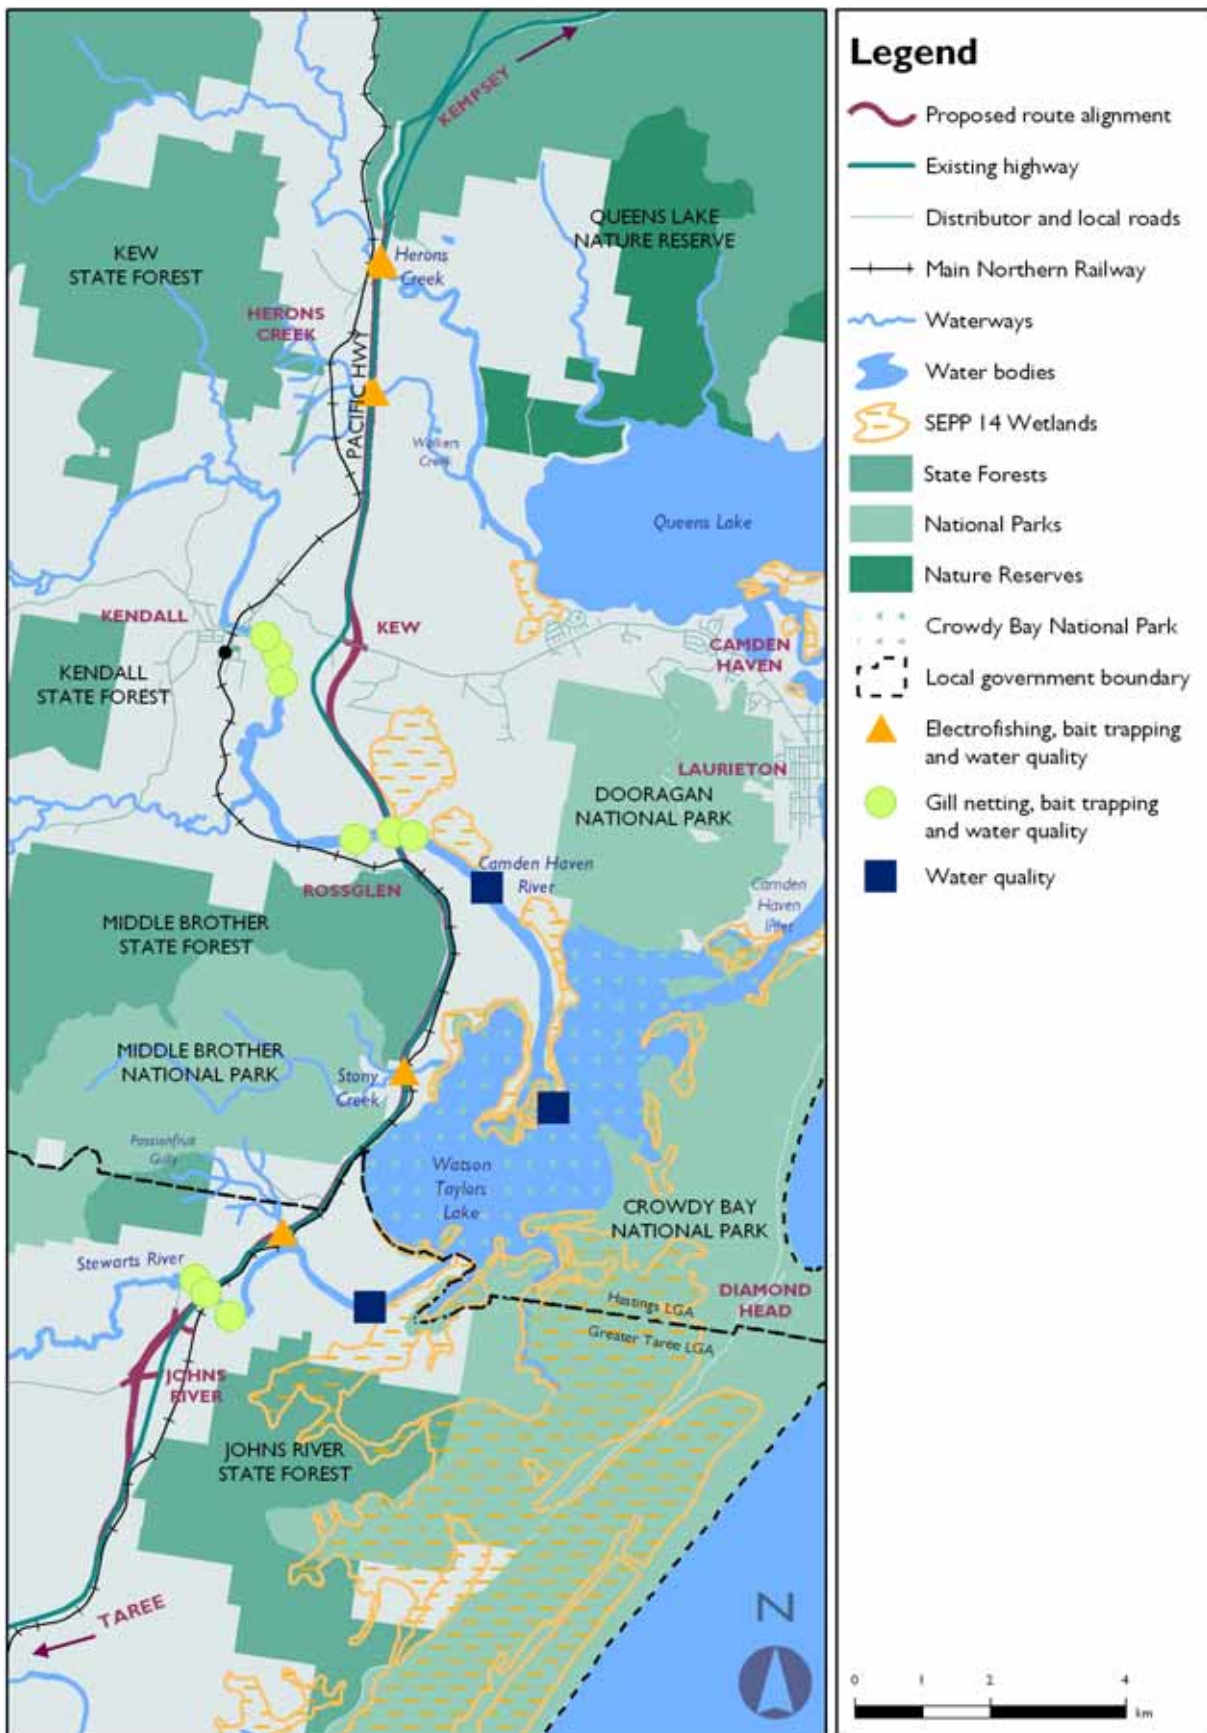 KEMPSEY
QUEENS LAKE
NATURE RESERVE
KEW
STATE FOREST
Herons
Creek
HERONS
CREEK
PACIFIC HWY
Walkers
Creek
Queens Lake
KENDALL
KEW
CAMDEN
HAVEN
KENDALL
STATE FOREST
LAURIETON
DOORAGAN
NATIONAL PARK
Camden Haven
River
ROSSGLEN
Camden
Haven
Inlet
MIDDLE BROTHER
STATE FOREST
MIDDLE BROTHER
NATIONAL PARK
Stony
Creek
Passionfruit
Gully
Watson
Taylors
Lake
CROWDY BAY
NATIONAL PARK
Stewarts River
DIAMOND
HEAD
Hastings LGA
Greater Taree LGA
JOHNS
RIVER
JOHNS RIVER
STATE FOREST
TAREE
N
Legend
Proposed route alignment
Existing highway
Distributor and local roads
Main Northern Railway
Waterways
Water bodies
SEPP 14 Wetlands
State Forests
National Parks
Nature Reserves
Crowdy Bay National Park
Local government boundary
Electrofishing, bait trapping
and water quality
Gill netting, bait trapping
and water quality
Water quality
0 1 2 4
km